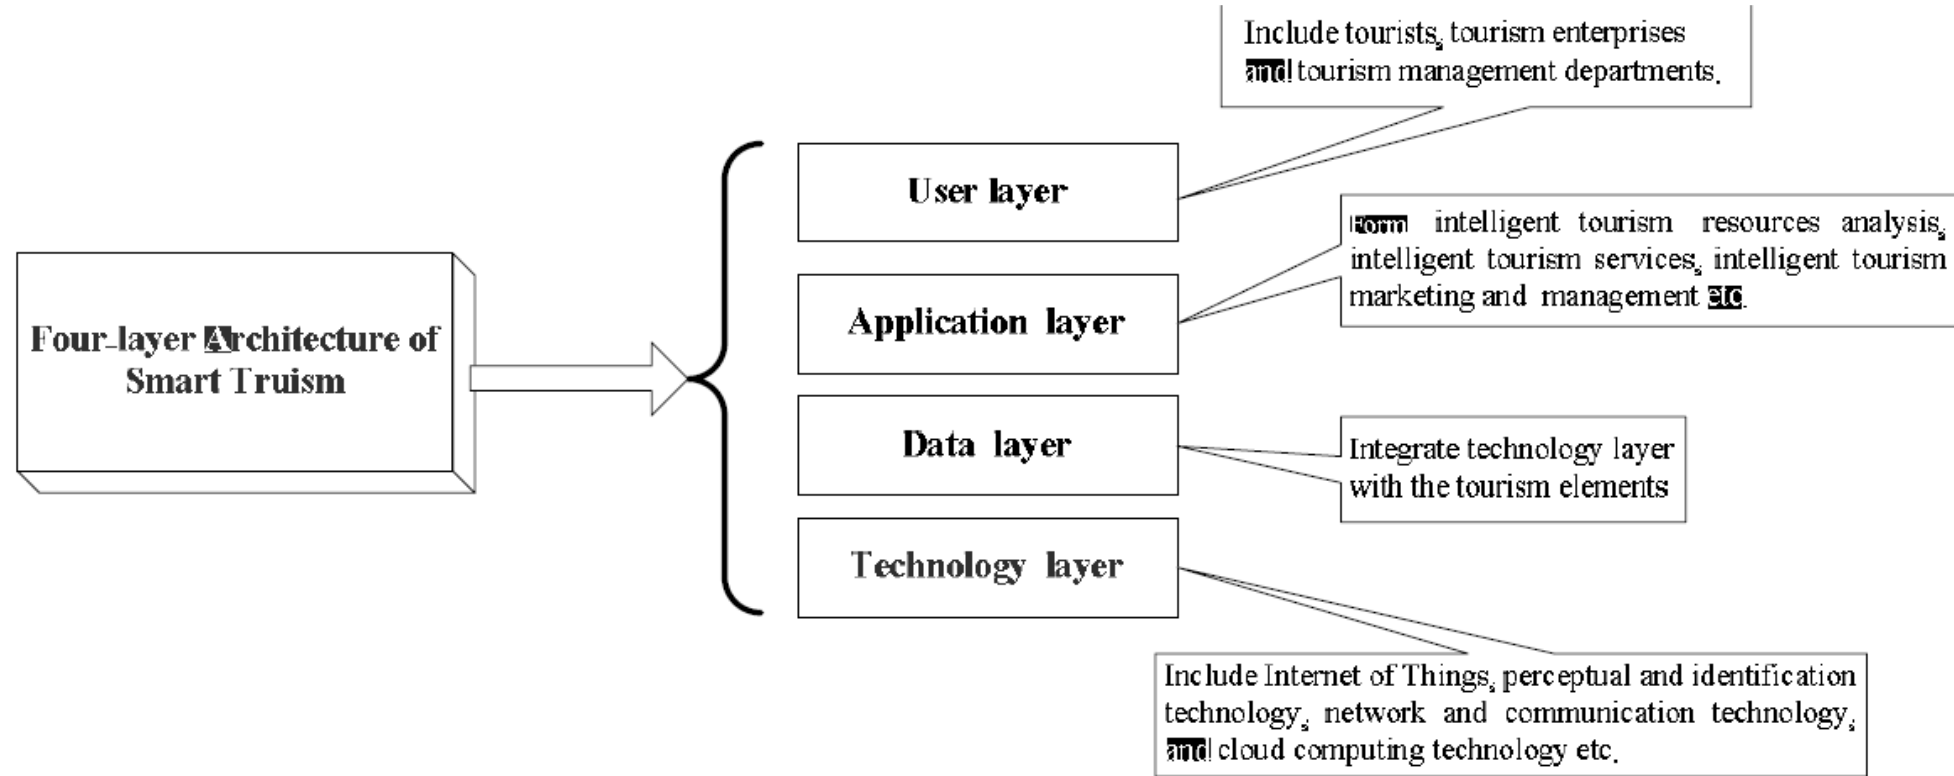 Include tourists, tourism enterprises
and tourism management departments.
User layer
Form intelligent tourism resources analysis,
intelligent tourism services, intelligent tourism
marketing and management etc.
Application layer
Four-layer Architecture of
Smart Truism
Data layer
Integrate technology layer
with the tourism elements
Technology layer
Include Internet of Things, perceptual and identification
technology, network and communication technology,
and cloud computing technology etc.